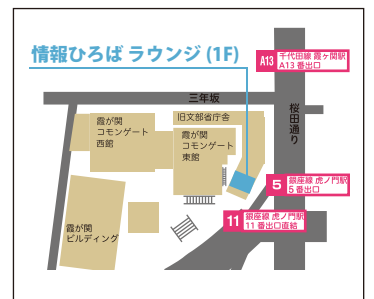 情報ひろば ラウンジ (1F)
A13
千代田線 霞ヶ関駅
A13 番出口
三年坂
桜田通り
旧文部省庁舎
霞が関
コモンゲート
西館
霞が関
コモンゲート
東館
5
銀座線 虎ノ門駅
5 番出口
11
銀座線 虎ノ門駅
11 番出口直結
霞が関
ビルディング